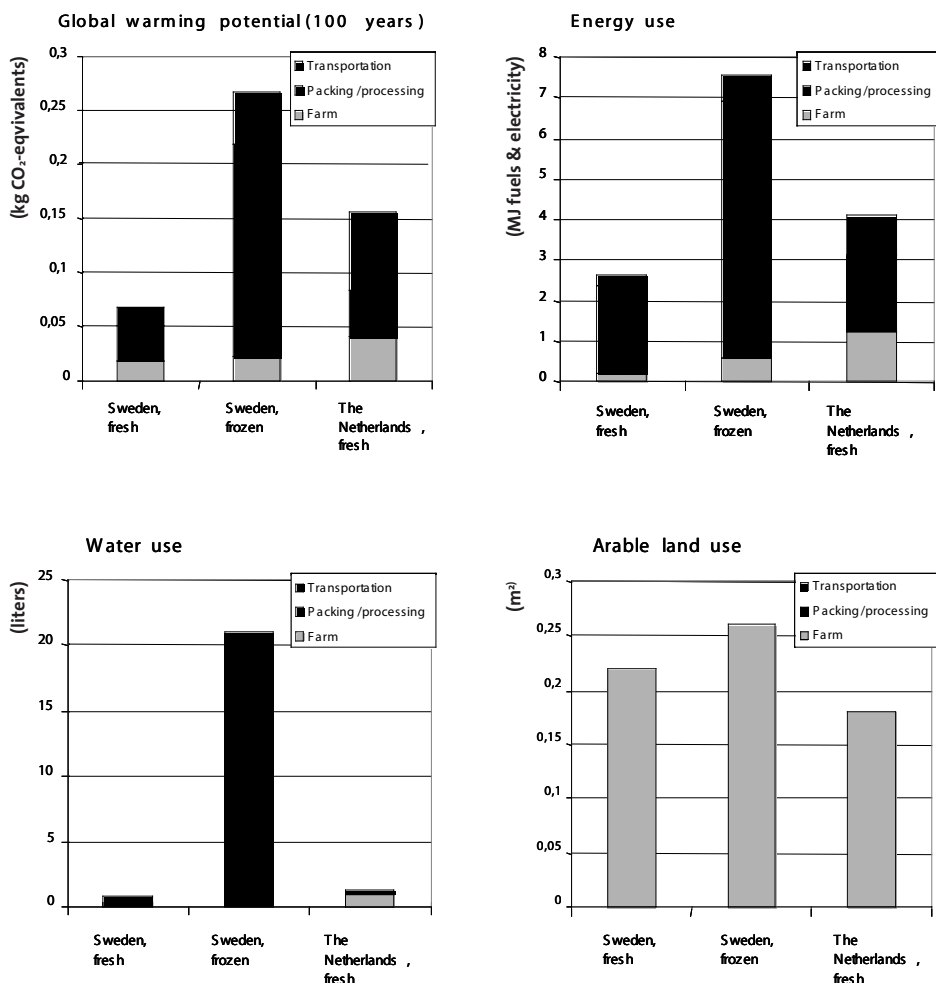 Global warming potential (100 years)
(kg CO₂-eqvivalents)
0,3
0,25
0,2
0,15
0,1
0,05
0
Transportation
Packing/processing
Farm
Sweden,
fresh
Sweden,
frozen
The
Netherlands,
fresh
Energy use
(MJ fuels & electricity)
8
7
6
5
4
3
2
1
0
Transportation
Packing/processing
Farm
Sweden,
fresh
Sweden,
frozen
The
Netherlands,
fresh
Water use
(liters)
25
20
15
10
5
0
Transportation
Packing/processing
Farm
Sweden,
fresh
Sweden,
frozen
The
Netherlands,
fresh
Arable land use
(m²)
0,3
0,25
0,2
0,15
0,1
0,05
0
Transportation
Packing/processing
Farm
Sweden,
fresh
Sweden,
frozen
The
Netherlands,
fresh